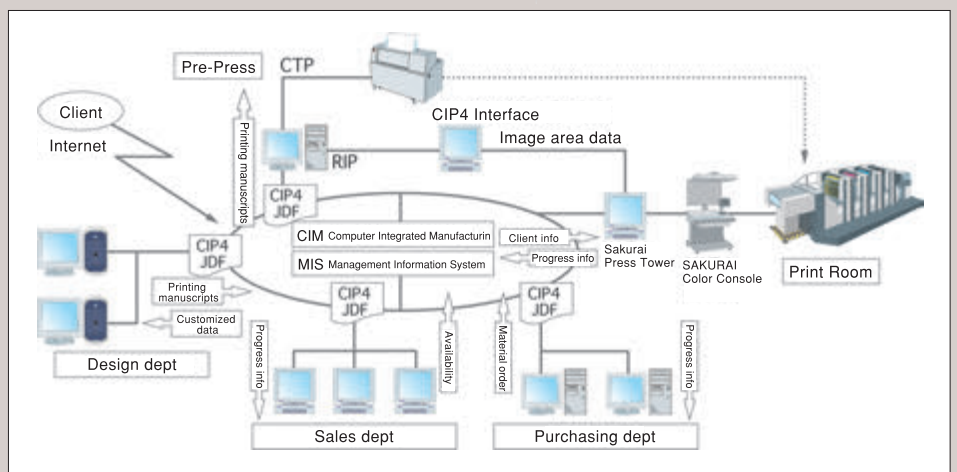 Pre-Press
CTP
Client
Internet
Printing manuscripts
CIP4 Interface
Image area data
RIP
CIP4
JDF
CIM Computer Integrated Manufacturin
MIS Management Information System
Client info
Progress info
Sakurai
Press Tower
SAKURAI
Color Console
Print Room
CIP4
JDF
Printing
manuscripts
Customized
data
Design dept
CIP4
JDF
CIP4
JDF
Progress info
Availability
Material order
Progress info
Sales dept
Purchasing dept